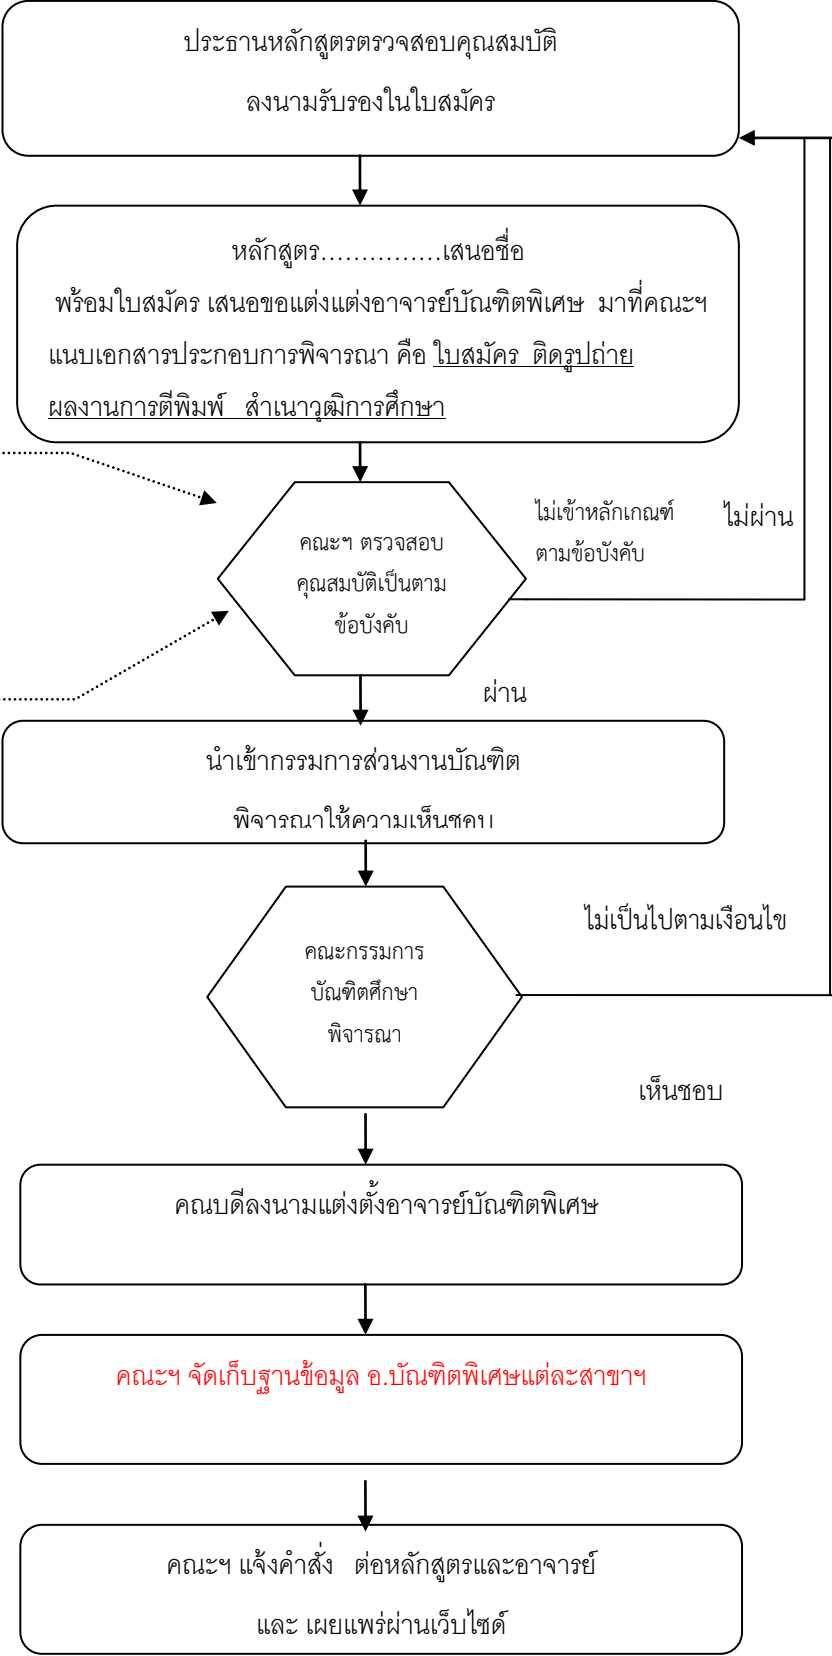 ประธานหลักสูตรตรวจสอบคุณสมบัติ
ลงนามรับรองในใบสมัคร
หลักสูตร...............เสนอชื่อ
พร้อมใบสมัคร เสนอขอแต่งแต่งอาจารย์บัณฑิตพิเศษ มาที่คณะฯ
แนบเอกสารประกอบการพิจารณา คือ ใบสมัคร ติดรูปถ่าย
ผลงานการตีพิมพ์ สำเนาวุฒิการศึกษา
ไม่เข้าหลักเกณฑ์
ตามข้อบังคับ
ไม่ผ่าน
คณะฯ ตรวจสอบ
คุณสมบัติเป็นตาม
ข้อบังคับ
ผ่าน
นำเข้ากรรมการส่วนงานบัณฑิต
พิจารณาให้ความเห็นชอบ
ไม่เป็นไปตามเงือนไข
คณะกรรมการ
บัณฑิตศึกษา
พิจารณา
เห็นชอบ
คณบดีลงนามแต่งตั้งอาจารย์บัณฑิตพิเศษ
คณะฯ จัดเก็บฐานข้อมูล อ.บัณฑิตพิเศษแต่ละสาขาฯ
คณะฯ แจ้งคำสั่ง ต่อหลักสูตรและอาจารย์
และ เผยแพร่ผ่านเว็บไซด์